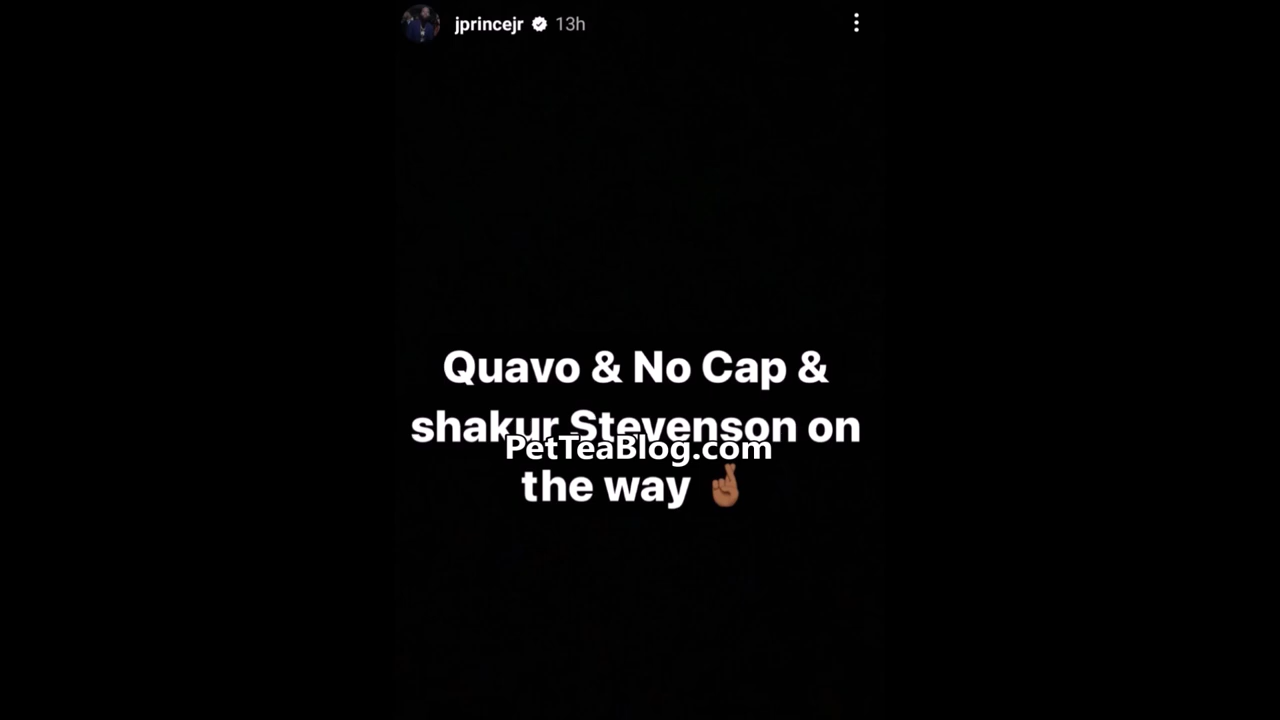 jprincejr 13h
Quavo & No Cap &
shakur Stevenson on
PetTeaBlog.com
the way 🤞🏾